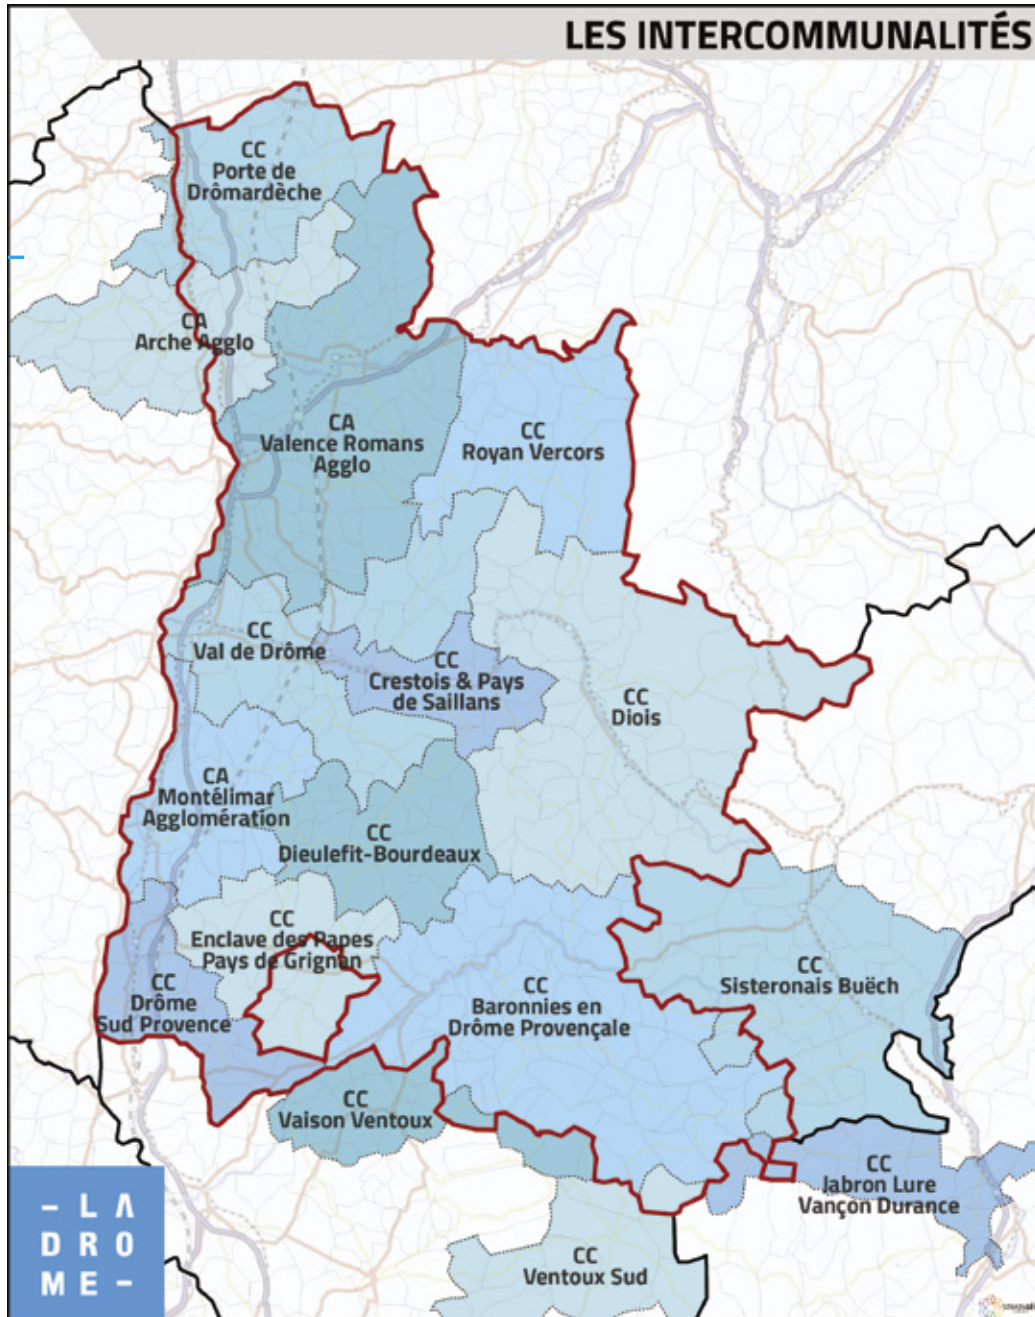 LES INTERCOMMUNALITÉS
CC
Porte de
Drômardèche
CA
Arche Agglo
CA
Valence Romans
Agglo
CC
Royan Vercors
CC
Val de Drôme
CC
Crestois & Pays
de Saillans
CC
Diois
CA
Montélimar
Agglomération
CC
Dieulefit-Bourdeaux
CC
Enclave des Papes
Pays de Grignan
CC
Drôme
Sud Provence
CC
Baronnies en
Drôme Provençale
CC
Sisteronais Buëch
CC
Vaison Ventoux
CC
Jabron Lure
Vançon Durance
CC
Ventoux Sud
– L A
D R O
M E –